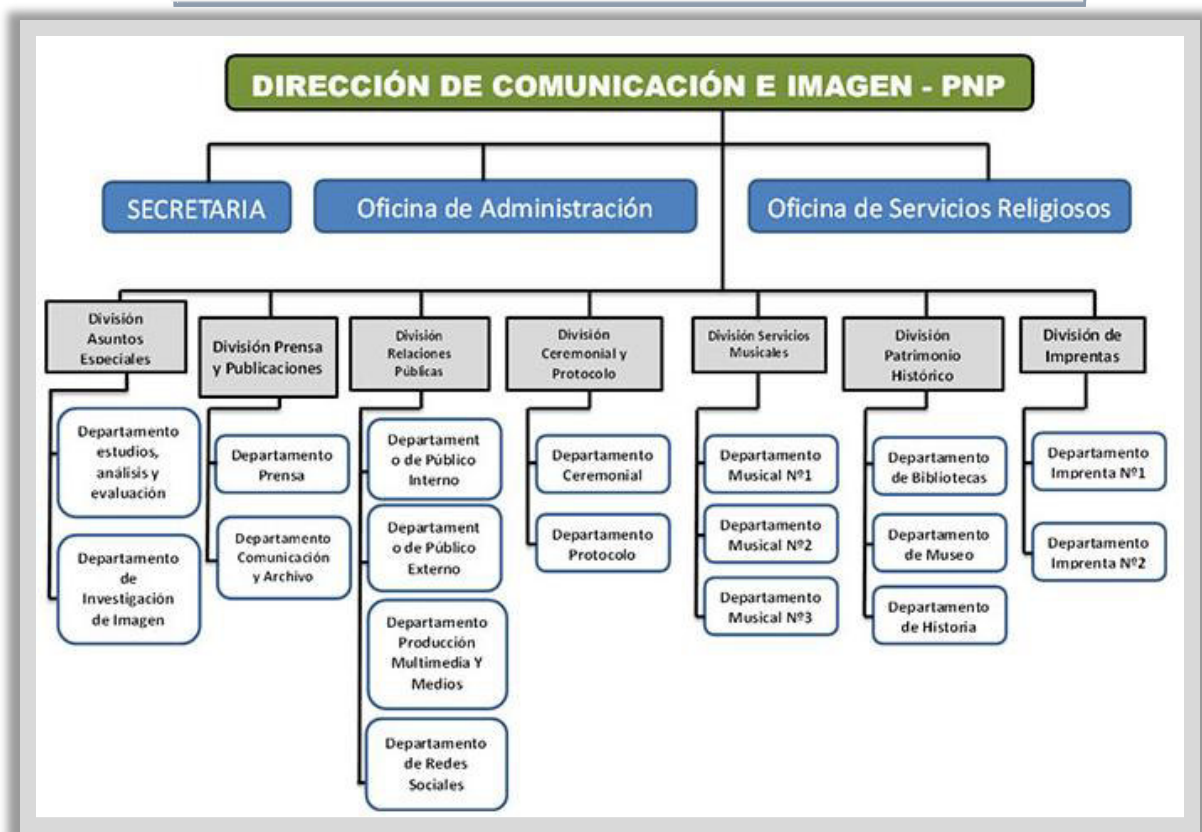 DIRECCIÓN DE COMUNICACIÓN E IMAGEN - PNP
SECRETARIA
Oficina de Administración
Oficina de Servicios Religiosos
División
Asuntos
Especiales
División Prensa
y Publicaciones
División
Relaciones
Públicas
División
Ceremonial y
Protocolo
División Servicios
Musicales
División
Patrimonio
Histórico
División de
Imprentas
Departamento
estudios,
análisis y
evaluación
Departamento
de
Investigación
de Imagen
Departamento
Prensa
Departamento
Comunicación
y Archivo
Departament
o de Público
Interno
Departament
o de Público
Externo
Departamento
Producción
Multimedia Y
Medios
Departamento
de Redes
Sociales
Departamento
Ceremonial
Departamento
Protocolo
Departamento
Musical Nº1
Departamento
Musical Nº2
Departamento
Musical Nº3
Departamento
de Bibliotecas
Departamento
de Museo
Departamento
de Historia
Departamento
Imprenta Nº1
Departamento
Imprenta Nº2